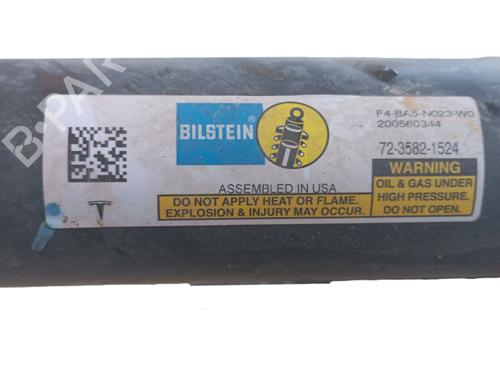 B-PARTS
BILSTEIN
F4-BA5-N023-W0
200560344
72-3582-1524
ASSEMBLED IN USA
DO NOT APPLY HEAT OR FLAME.
EXPLOSION & INJURY MAY OCCUR.
WARNING
OIL & GAS UNDER
HIGH PRESSURE.
DO NOT OPEN.